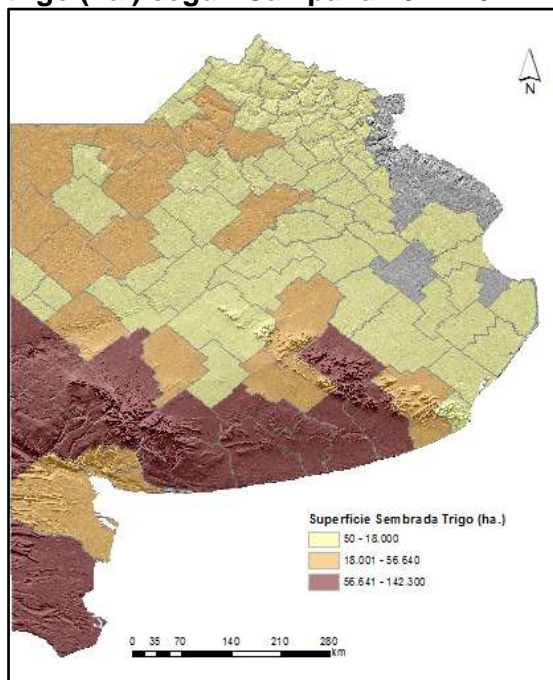 N
Superficie Sembrada Trigo (ha.)
50 - 18.000
18.001 - 56.640
56.641 - 142.300
0 35 70 140 210 280
km